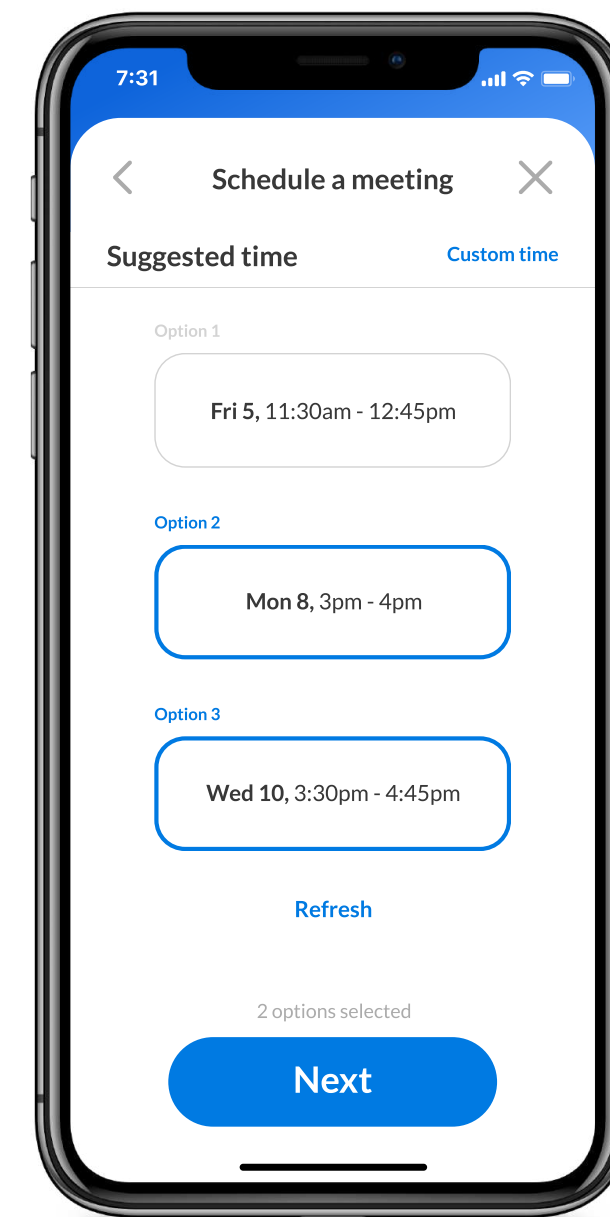 7:31
Schedule a meeting
Suggested time
Custom time
Option 1
Fri 5, 11:30am - 12:45pm
Option 2
Mon 8, 3pm - 4pm
Option 3
Wed 10, 3:30pm - 4:45pm
Refresh
2 options selected
Next